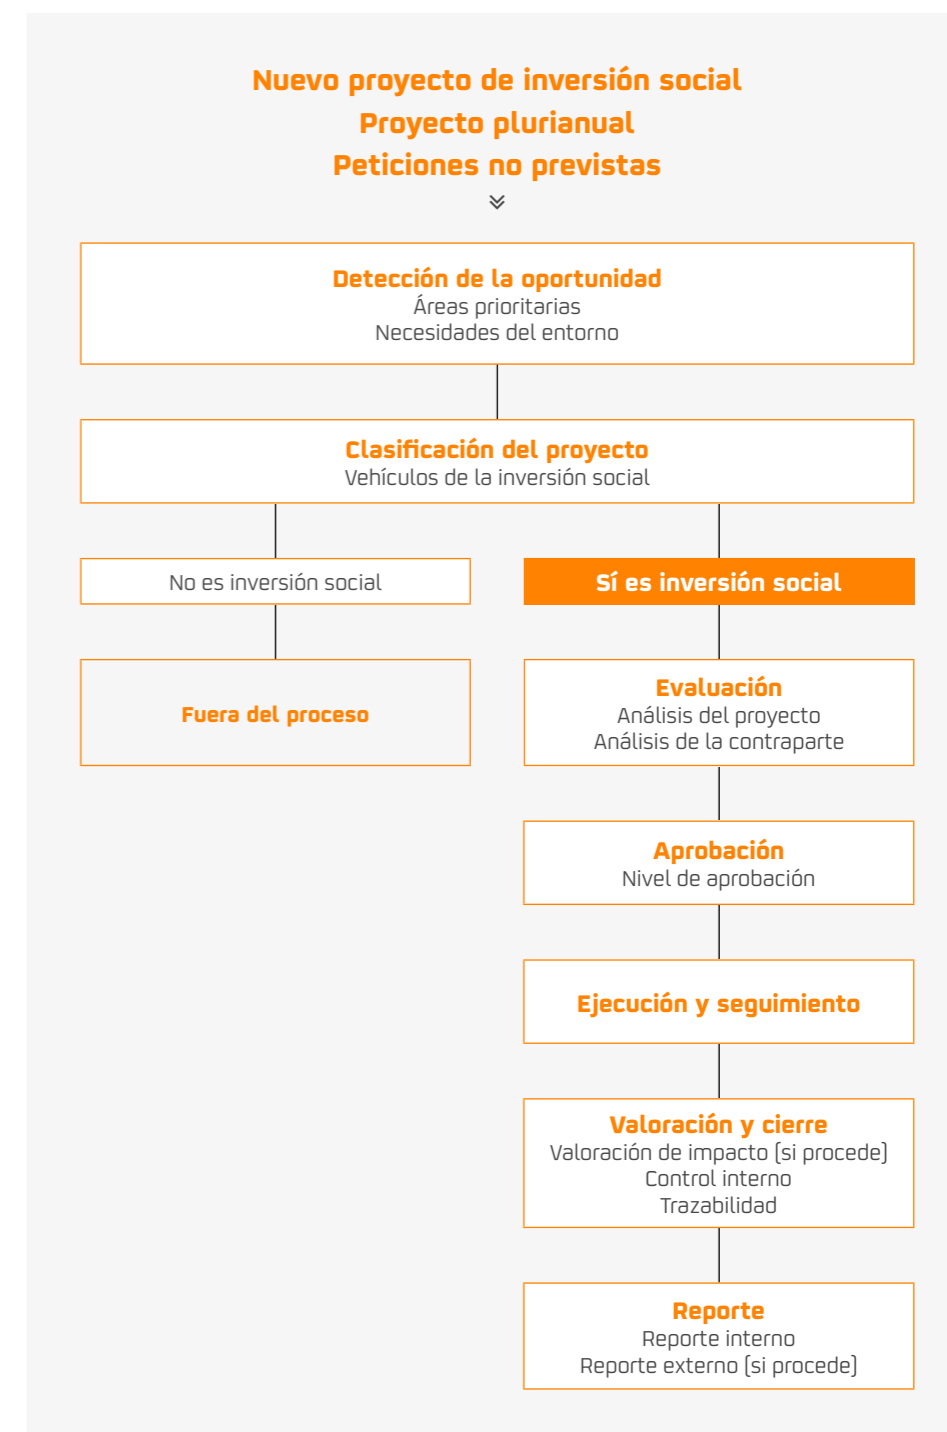 Nuevo proyecto de inversión social
Proyecto plurianual
Peticiones no previstas
Detección de la oportunidad
Áreas prioritarias
Necesidades del entorno
Clasificación del proyecto
Vehículos de la inversión social
No es inversión social
Sí es inversión social
Fuera del proceso
Evaluación
Análisis del proyecto
Análisis de la contraparte
Aprobación
Nivel de aprobación
Ejecución y seguimiento
Valoración y cierre
Valoración de impacto (si procede)
Control interno
Trazabilidad
Reporte
Reporte interno
Reporte externo (si procede)